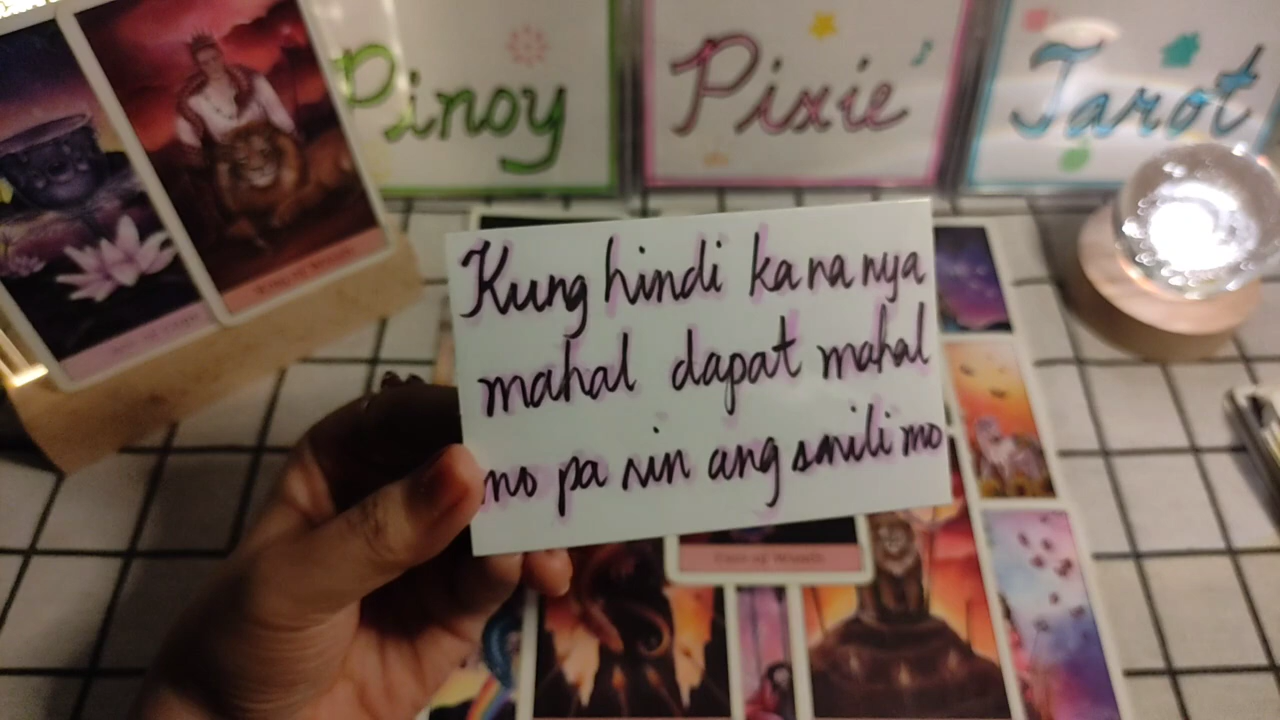 Pinoy Pixie Tarot
Kung hindi ka na nya
mahal dapat mahal
mo pa rin ang sarili mo